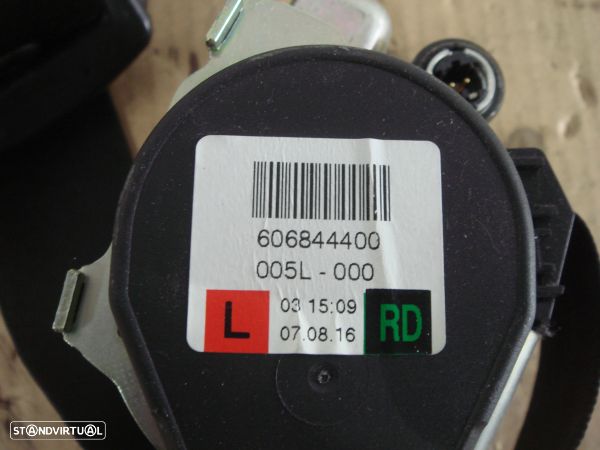 606844400
005L-000
L
03 15:09
07.08.16
RD
STANDVIRTUAL